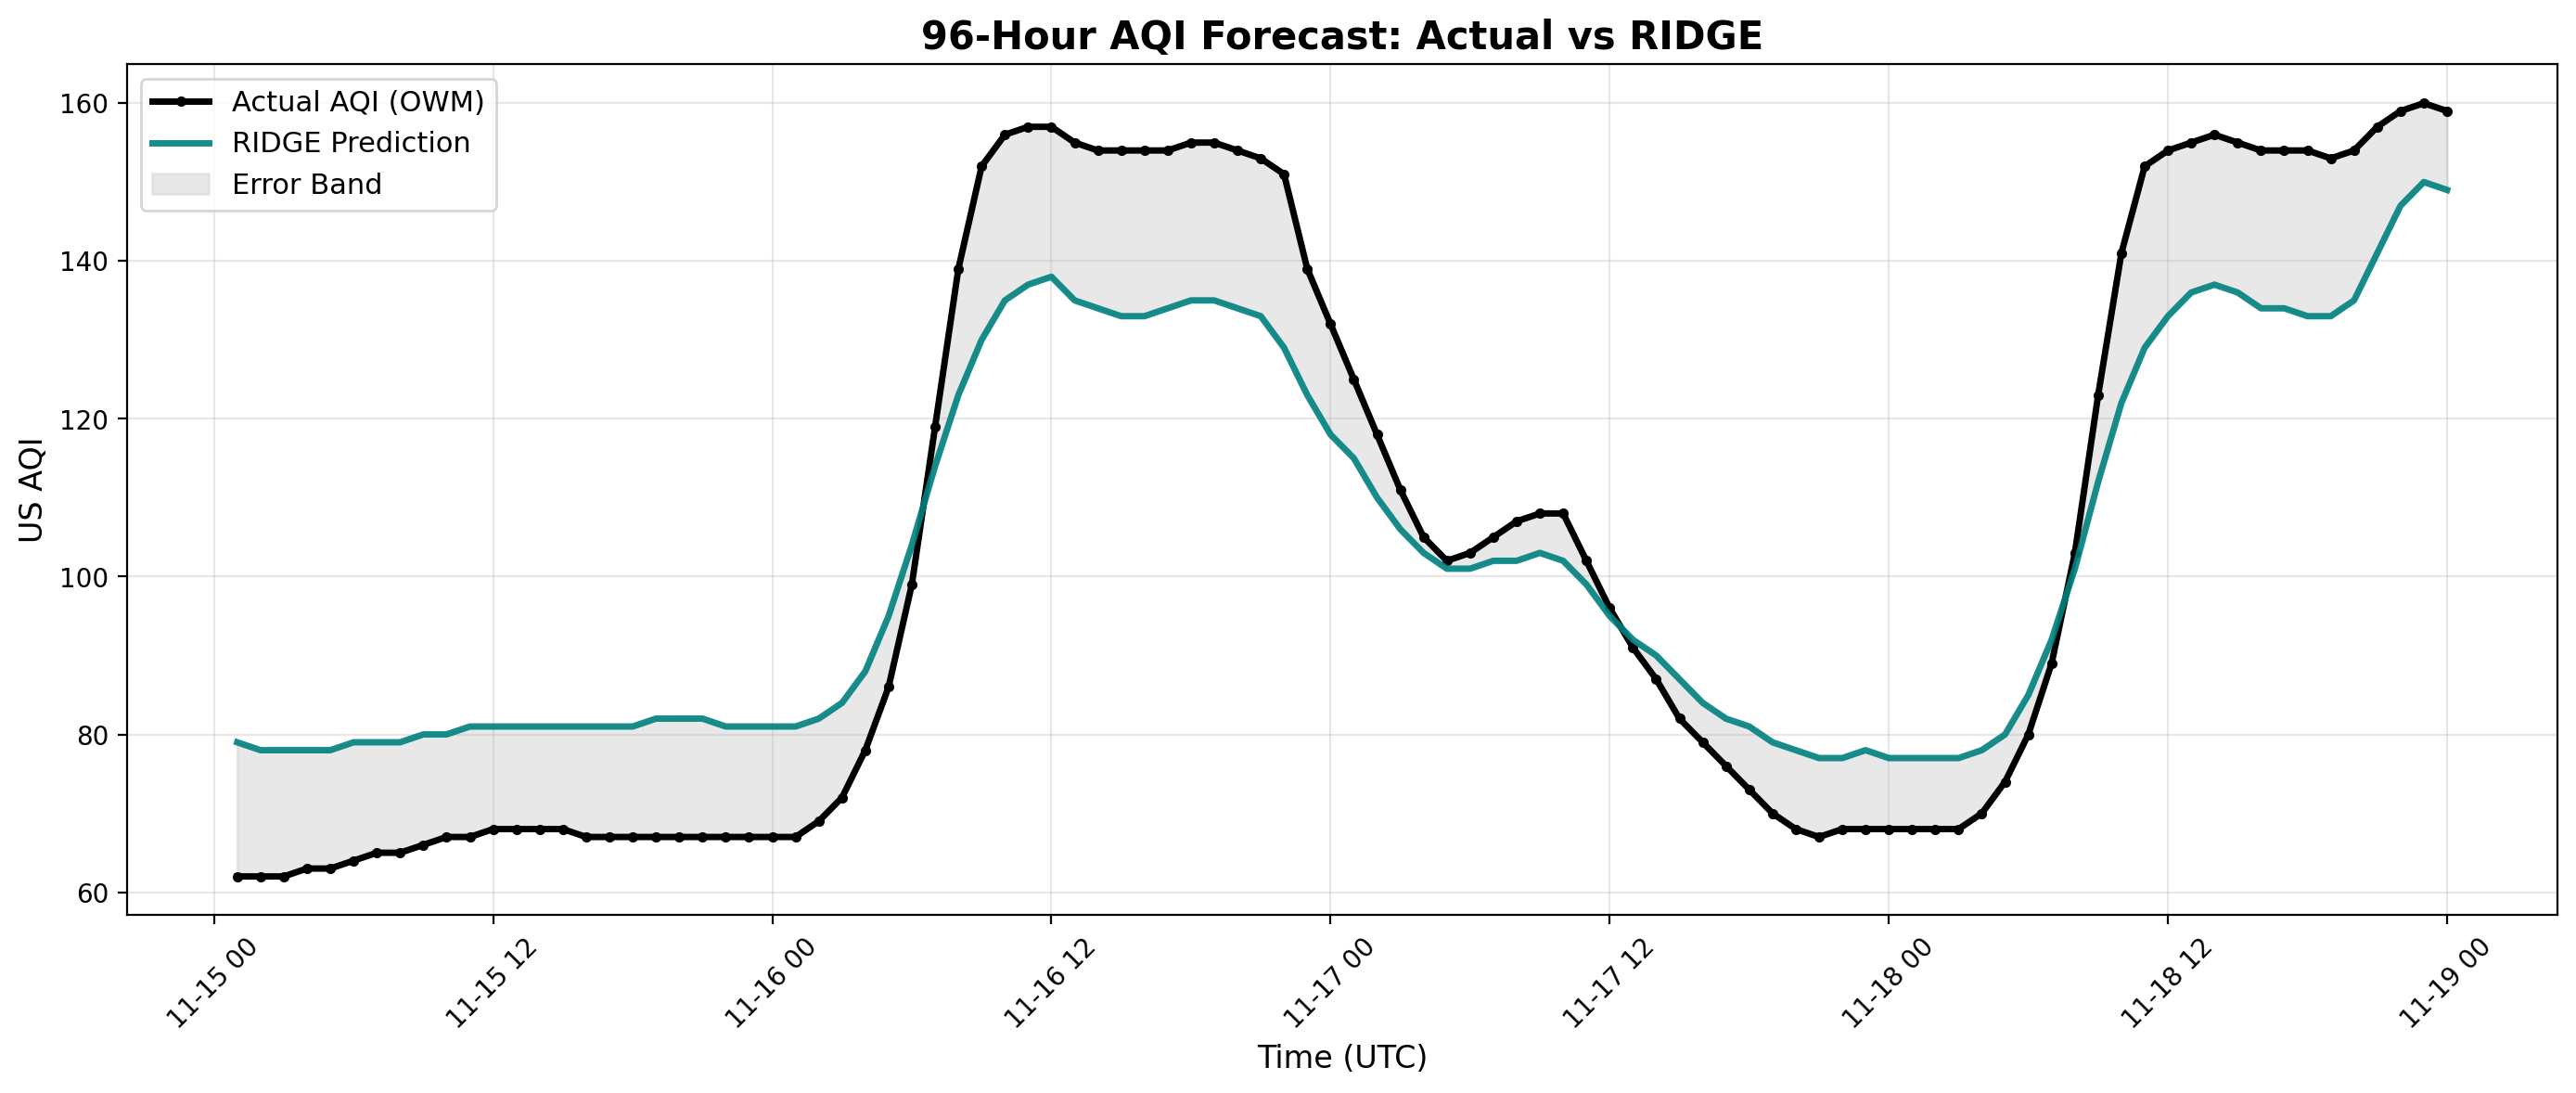 96-Hour AQI Forecast: Actual vs RIDGE
Actual AQI (OWM)
RIDGE Prediction
Error Band
US AQI
160
140
120
100
80
60
11-15 00
11-15 12
11-16 00
11-16 12
11-17 00
11-17 12
11-18 00
11-18 12
11-19 00
Time (UTC)